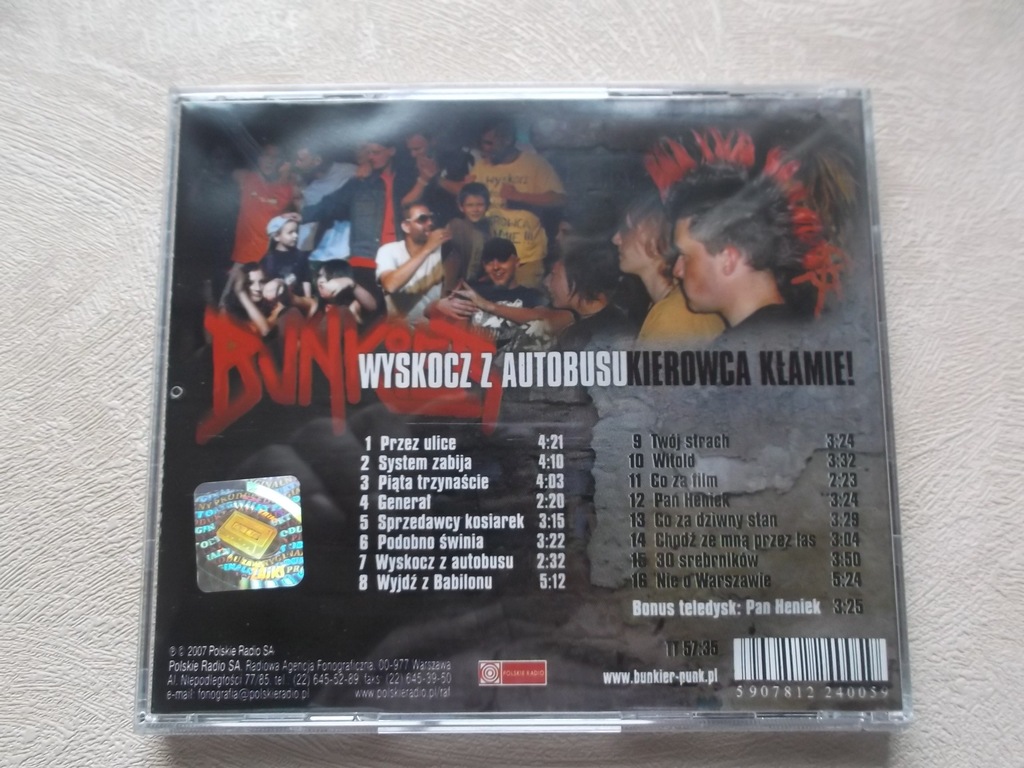 BUNKIER
WYSKOCZ Z AUTOBUSU KIEROWCA KŁAMIE!
1 Przez ulice 4:21
2 System zabija 4:10
3 Piąta trzynaście 4:03
4 Generał 2:20
5 Sprzedawcy kosiarek 3:15
6 Podobno świnia 3:22
7 Wyskocz z autobusu 2:32
8 Wyjdź z Babilonu 5:12
9 Twój strach 3:24
10 Witold 3:32
11 Co za film 2:23
12 Pan Heniek 3:24
13 Co za dziwny stan 3:29
14 Chodź ze mną przez las 3:04
15 30 srebrników 3:50
16 Nie o Warszawie 5:24
Bonus teledysk: Pan Heniek 3:25
TT 57:35
℗ © 2007 Polskie Radio SA
Polskie Radio SA, Radiowa Agencja Fonograficzna, 00-977 Warszawa
Al. Niepodległości 77/85, tel. (22) 645-52-89, faks (22) 645-39-50
e-mail: fonografia@polskieradio.pl www.polskieradio.pl/raf
POLSKIE RADIO
www.bunkier-punk.pl
5907812 240059